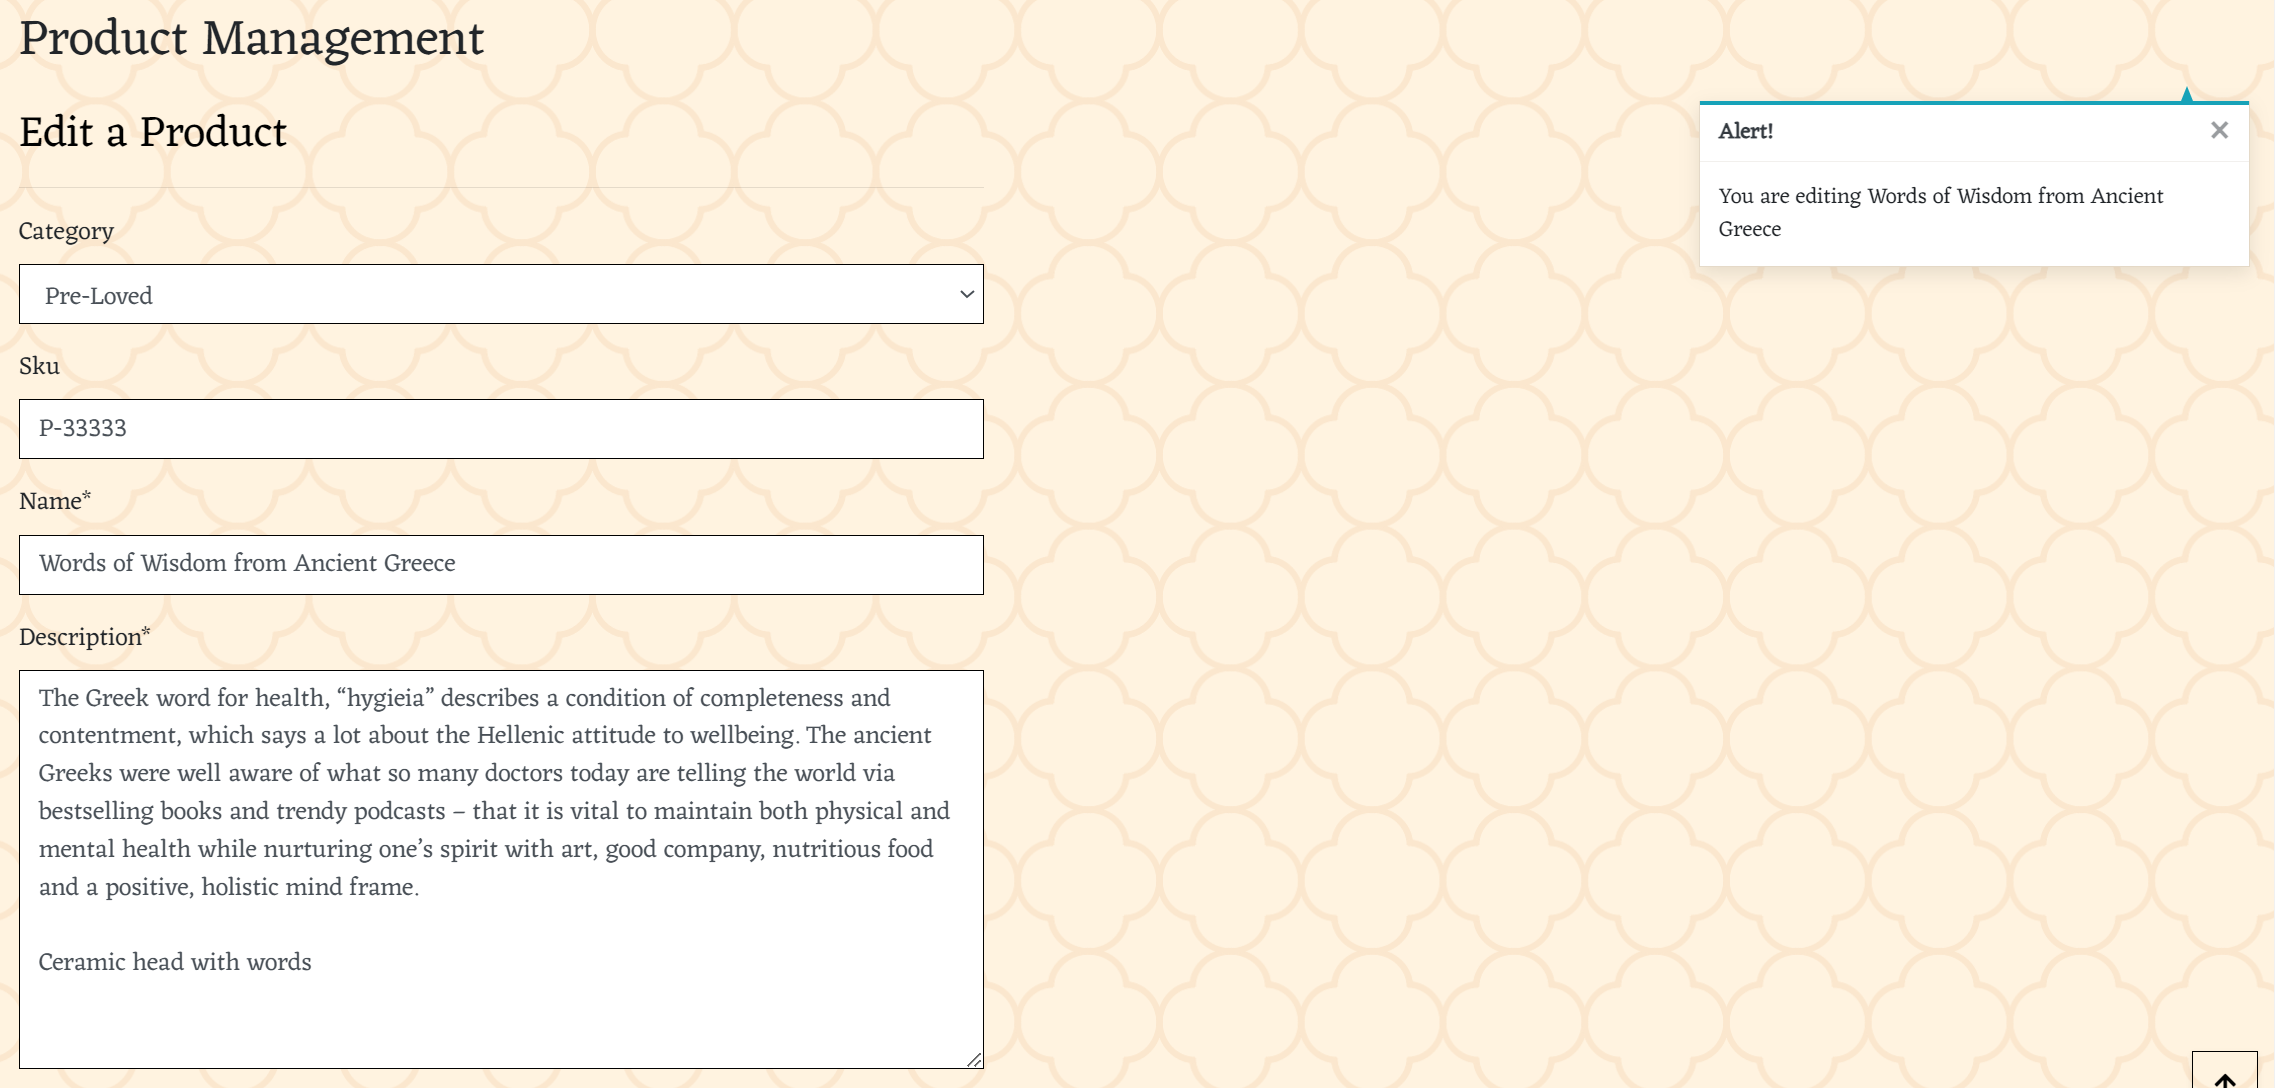 Product Management
Edit a Product
Alert!
You are editing Words of Wisdom from Ancient
Greece
Category
Pre-Loved
Sku
P-33333
Name*
Words of Wisdom from Ancient Greece
Description*
The Greek word for health, “hygieia” describes a condition of completeness and
contentment, which says a lot about the Hellenic attitude to wellbeing. The ancient
Greeks were well aware of what so many doctors today are telling the world via
bestselling books and trendy podcasts – that it is vital to maintain both physical and
mental health while nurturing one’s spirit with art, good company, nutritious food
and a positive, holistic mind frame.
Ceramic head with words